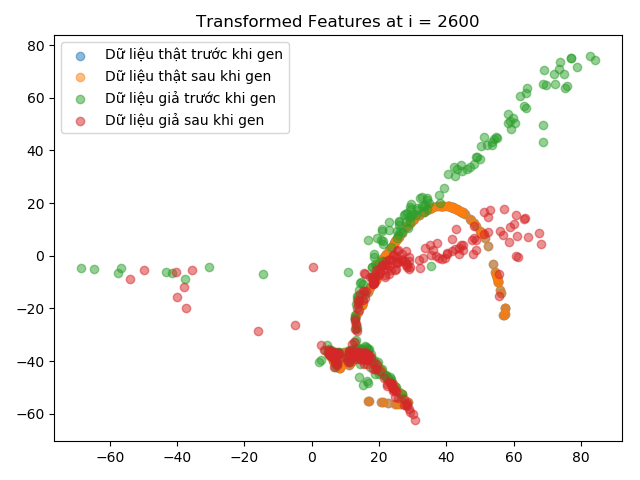 Transformed Features at i = 2600
Dữ liệu thật trước khi gen
Dữ liệu thật sau khi gen
Dữ liệu giả trước khi gen
Dữ liệu giả sau khi gen
80
60
40
20
0
−20
−40
−60
−60 −40 −20 0 20 40 60 80